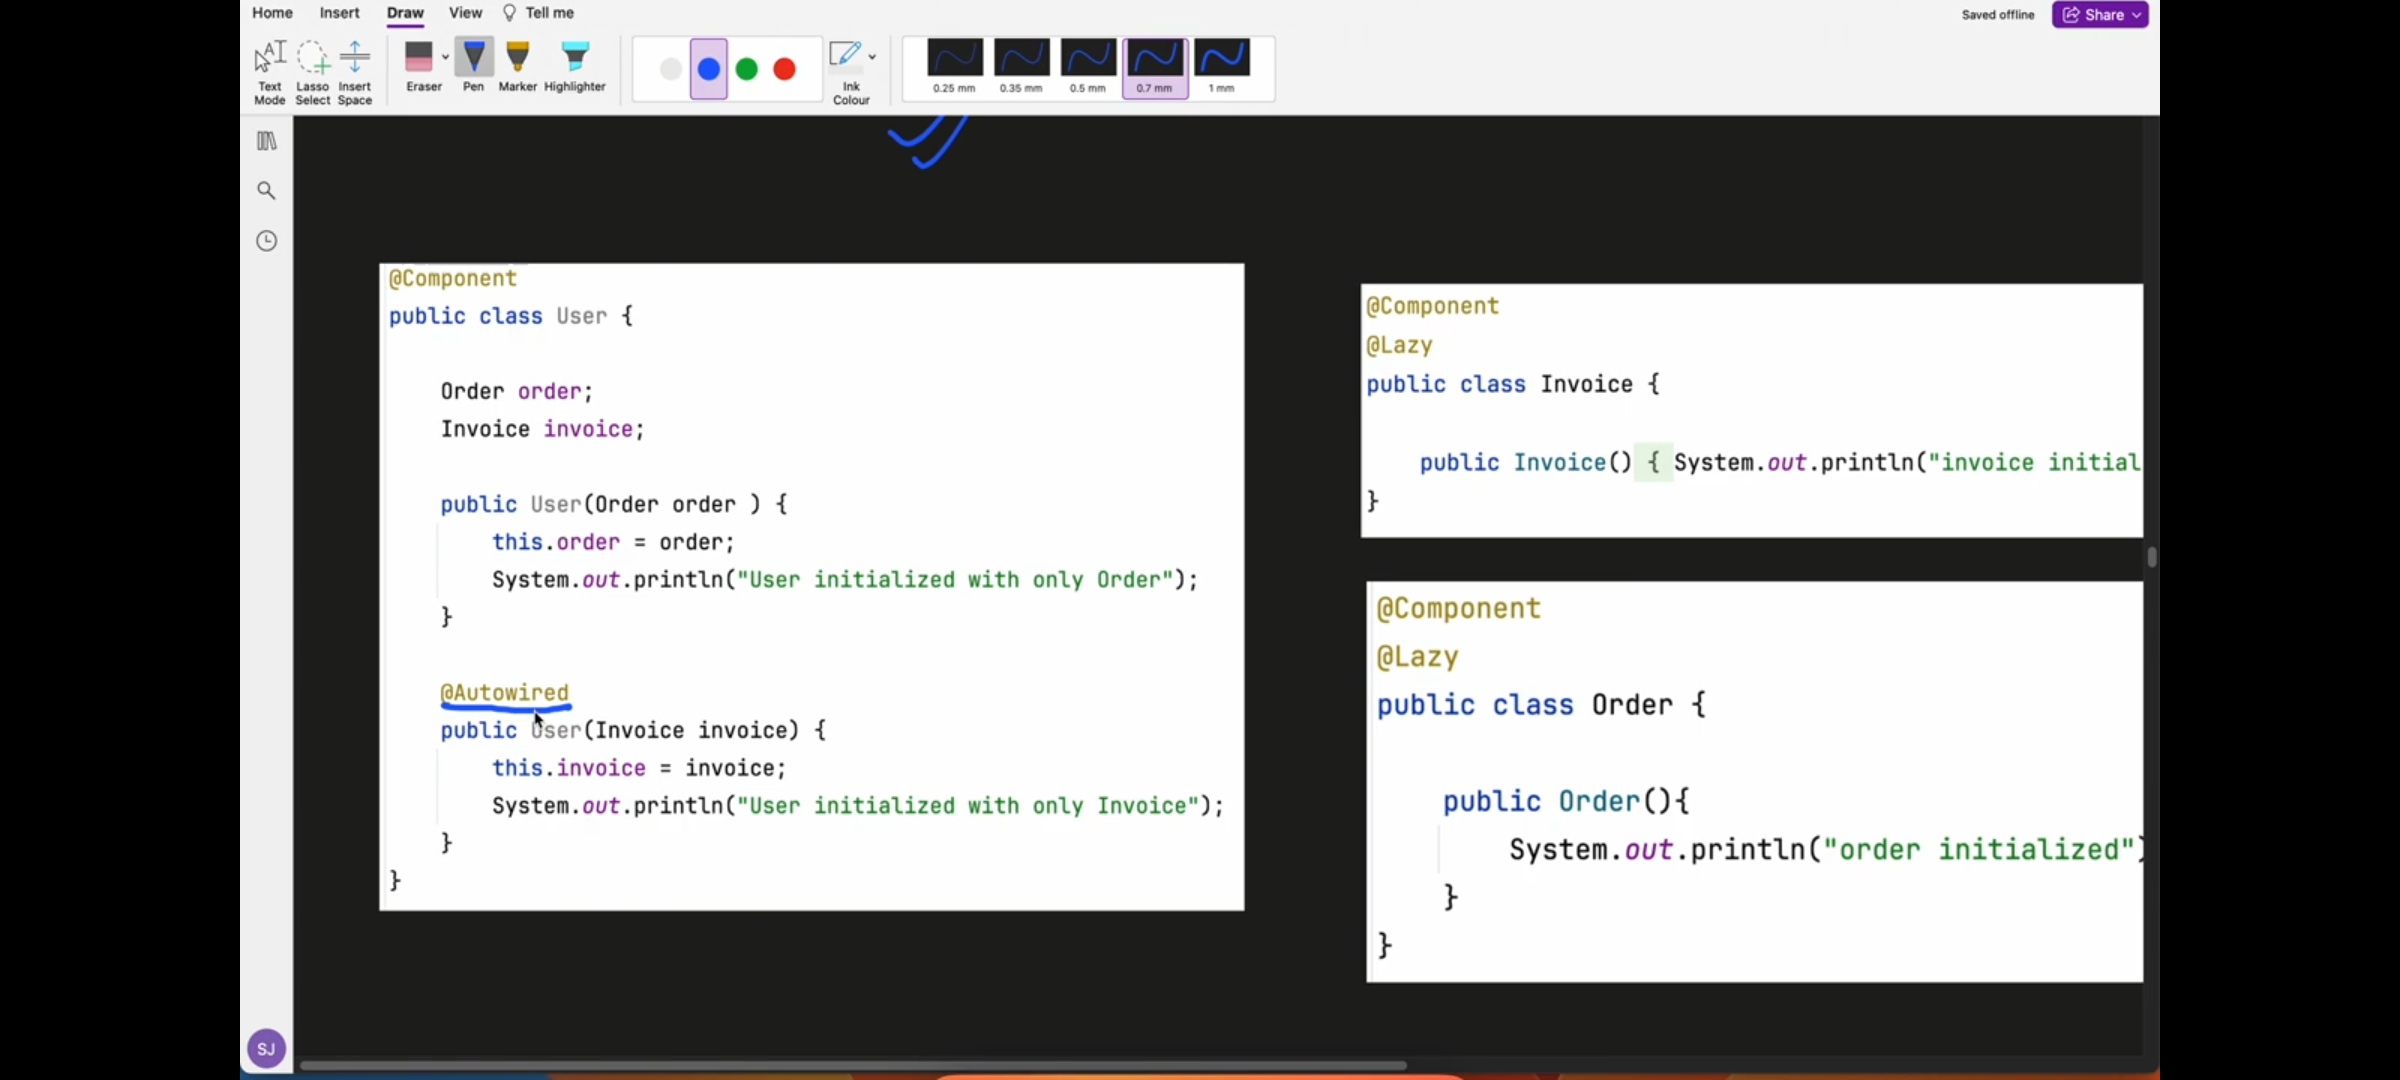 Home Insert Draw View Tell me
Saved offline Share
Text Mode
Lasso Select
Insert Space
Eraser
Pen
Marker
Highlighter
Ink Colour
0.25 mm
0.35 mm
0.5 mm
0.7 mm
1 mm
@Component
public class User {
Order order;
Invoice invoice;
public User(Order order ) {
this.order = order;
System.out.println("User initialized with only Order");
}
@Autowired
public User(Invoice invoice) {
this.invoice = invoice;
System.out.println("User initialized with only Invoice");
}
}
@Component
@Lazy
public class Invoice {
public Invoice() { System.out.println("invoice initial
}
@Component
@Lazy
public class Order {
public Order(){
System.out.println("order initialized")
}
}
SJ